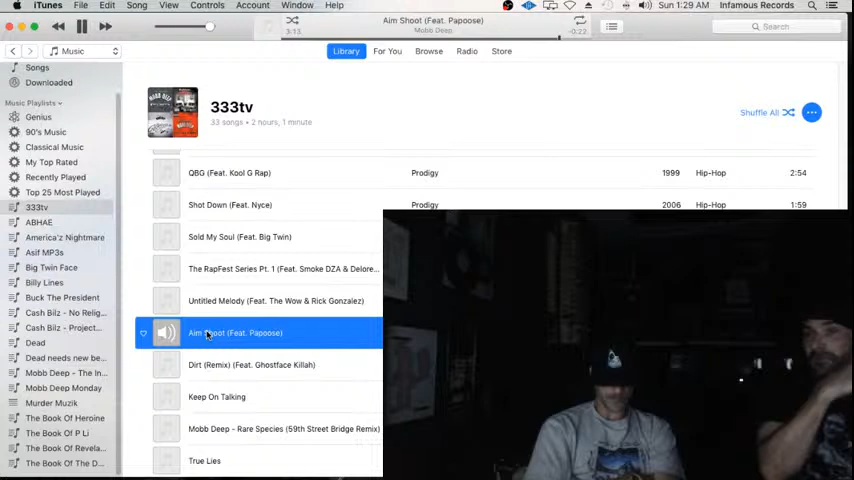 iTunes File Edit Song View Controls Account Window Help Sun 1:29 AM Infamous Records
Aim Shoot (Feat. Papoose)
Mobb Deep
3:13 -0:22
Search
Music Library For You Browse Radio Store
Songs
Downloaded
Music Playlists
Genius
90's Music
Classical Music
My Top Rated
Recently Played
Top 25 Most Played
333tv
ABHAE
America'z Nightmare
Asif MP3s
Big Twin Face
Billy Lines
Buck The President
Cash Bilz - No Relig...
Cash Bilz - Project...
Dead
Dead needs new be...
Mobb Deep - The In...
Mobb Deep Monday
Murder Muzik
The Book Of Heroine
The Book Of P Li
The Book Of Revela...
The Book Of The D...
333tv
33 songs • 2 hours, 1 minute
Shuffle All
QBG (Feat. Kool G Rap) Prodigy 1999 Hip-Hop 2:54
Shot Down (Feat. Nyce) Prodigy 2006 Hip-Hop 1:59
Sold My Soul (Feat. Big Twin)
The RapFest Series Pt. 1 (Feat. Smoke DZA & Delore...
Untitled Melody (Feat. The Wow & Rick Gonzalez)
Aim Shoot (Feat. Papoose)
Dirt (Remix) (Feat. Ghostface Killah)
Keep On Talking
Mobb Deep - Rare Species (59th Street Bridge Remix)
True Lies